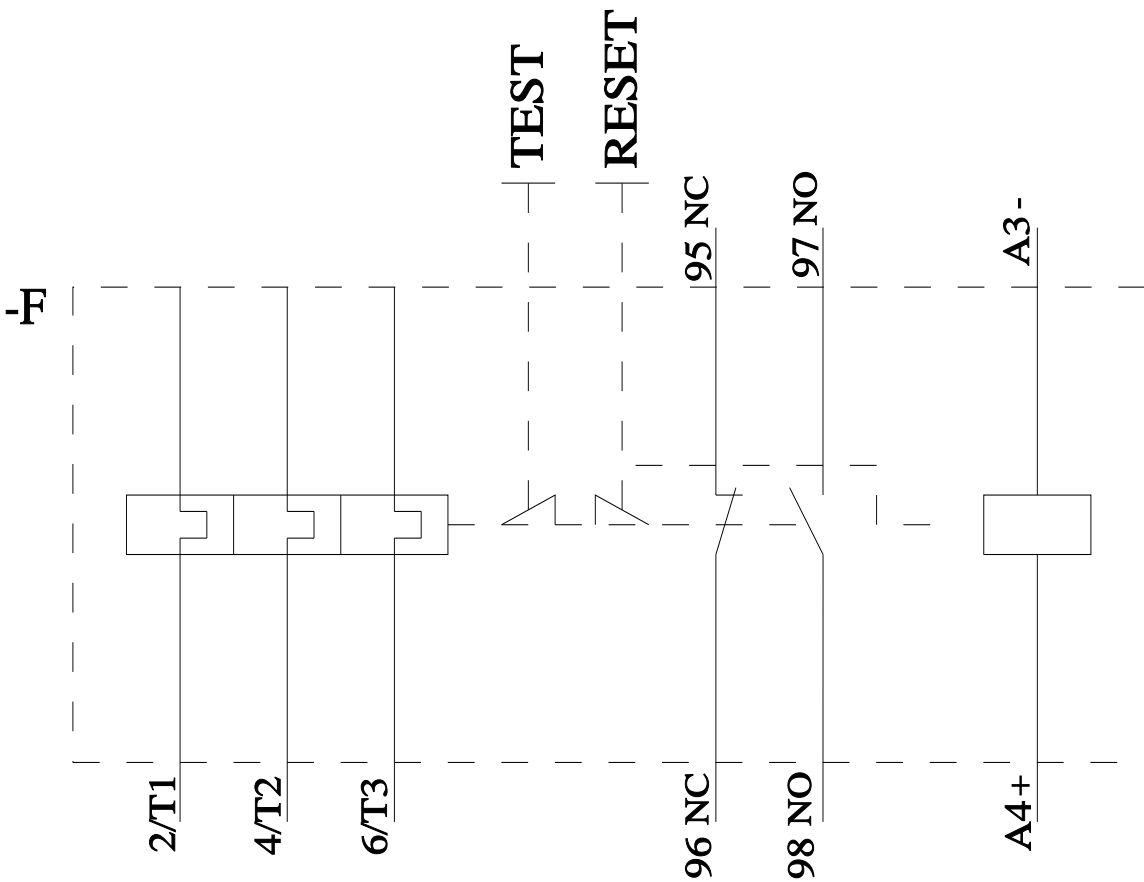 TEST
RESET
95 NC
97 NO
A3 -
-F
2/T1
4/T2
6/T3
96 NC
98 NO
A4+